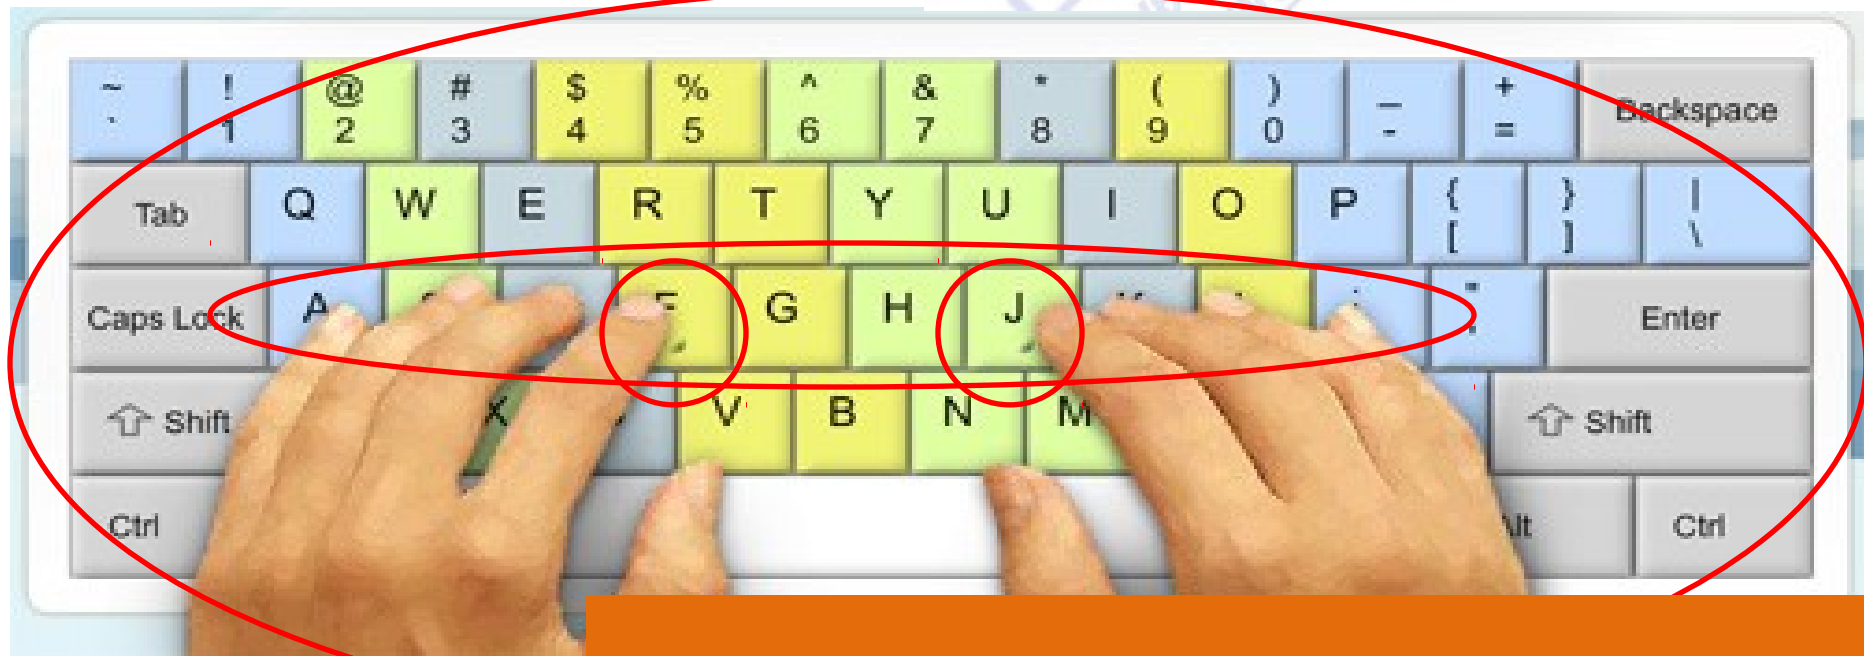 ~ ! @ # $ % ^ & * ( ) _ +
` 1 2 3 4 5 6 7 8 9 0 - = Backspace
Tab Q W E R T Y U I O P { } |
[ ] \
Caps Lock A F G H J : " Enter
Shift X V B N M Shift
Ctrl Alt Ctrl